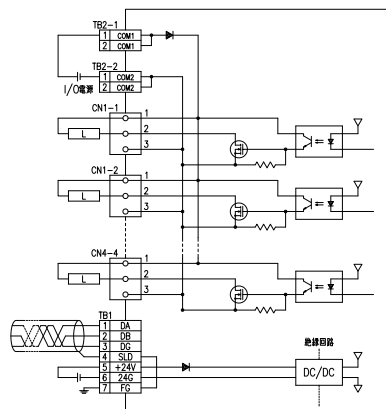 TB2-1
1 COM1
2 COM1
TB2-2
1 COM2
2 COM2
I/O電源
CN1-1
1
L 2
3
CN1-2
1
L 2
3
CN4-4
1
L 2
3
TB1
1 DA
2 DB
3 DG
4 SLD
5 +24V
6 24G
7 FG
絶縁回路
DC/DC